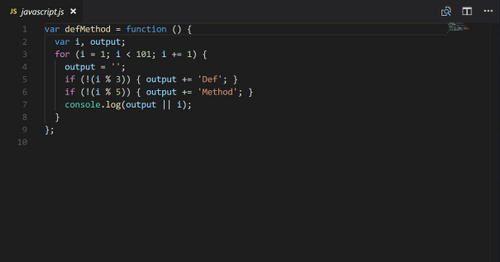 JS javascript.js ×
1 var defMethod = function () {
2 var i, output;
3 for (i = 1; i < 101; i += 1) {
4 output = '';
5 if (!(i % 3)) { output += 'Def'; }
6 if (!(i % 5)) { output += 'Method'; }
7 console.log(output || i);
8 }
9 };
10